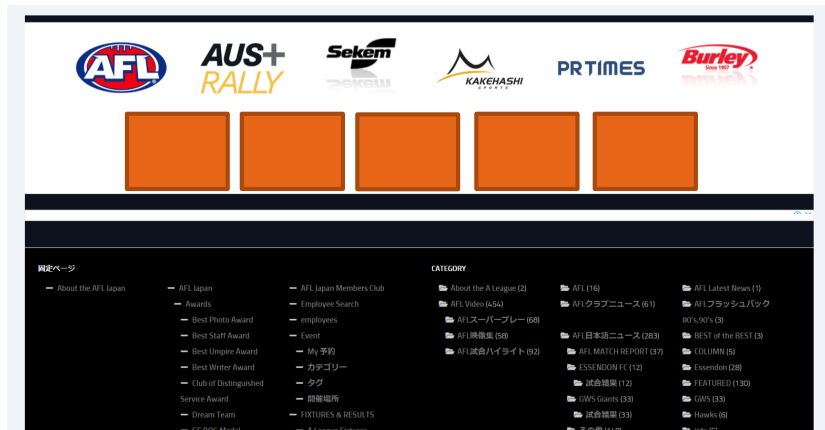 AFL
AUS+
RALLY
Sekem
KAKEHASHI
SPORTS
PRTIMES
Burley
Since 1907
固定ページ
About the AFL Japan
AFL Japan
Awards
Best Photo Award
Best Staff Award
Best Umpire Award
Best Writer Award
Club of Distinguished
Service Award
Dream Team
AFL Japan Members Club
Employee Search
employees
Event
My 予約
カテゴリー
タグ
開催場所
FIXTURES & RESULTS
CATEGORY
About the A League (2)
AFL Video (454)
AFLスーパープレー (68)
AFL映像集 (58)
AFL試合ハイライト (92)
AFL (16)
AFLクラブニュース (61)
AFL日本語ニュース (283)
AFL MATCH REPORT (37)
ESSENDON FC (12)
試合結果 (12)
GWS Giants (33)
試合結果 (33)
AFL Latest News (1)
AFLフラッシュバック
80's,90's (3)
BEST of the BEST (3)
COLUMN (5)
Essendon (28)
FEATURED (130)
GWS (33)
Hawks (6)